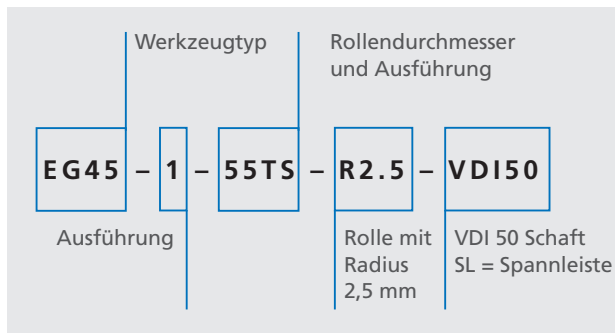 Werkzeugtyp
Rollendurchmesser
und Ausführung
EG45 – 1 – 55TS – R2.5 – VDI50
Ausführung
Rolle mit
Radius
2,5 mm
VDI 50 Schaft
SL = Spannleiste